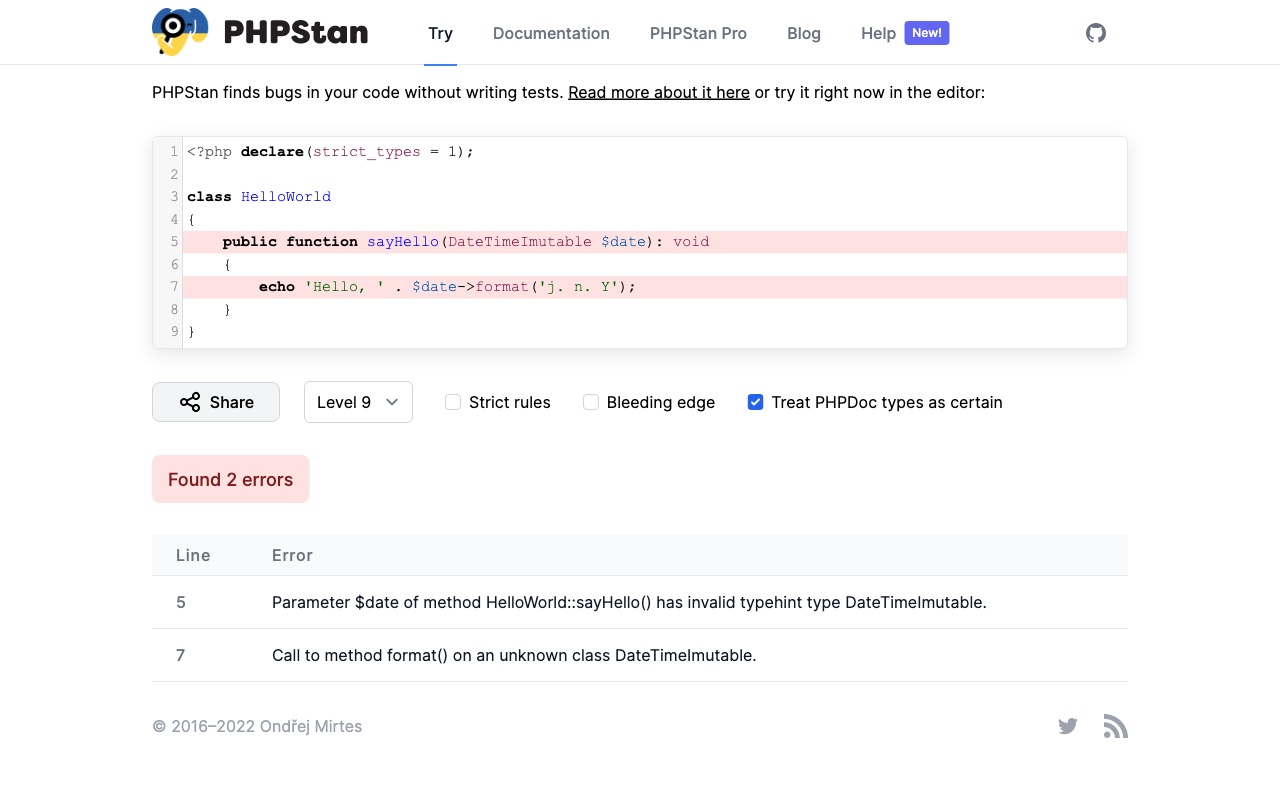 PHPStan
Try
Documentation
PHPStan Pro
Blog
Help New!
PHPStan finds bugs in your code without writing tests. Read more about it here or try it right now in the editor:
1 <?php declare(strict_types = 1);
2
3 class HelloWorld
4 {
5     public function sayHello(DateTimeImutable $date): void
6     {
7         echo 'Hello, ' . $date->format('j. n. Y');
8     }
9 }
Share
Level 9
Strict rules
Bleeding edge
Treat PHPDoc types as certain
Found 2 errors
Line Error
5 Parameter $date of method HelloWorld::sayHello() has invalid typehint type DateTimeImutable.
7 Call to method format() on an unknown class DateTimeImutable.
© 2016–2022 Ondřej Mirtes